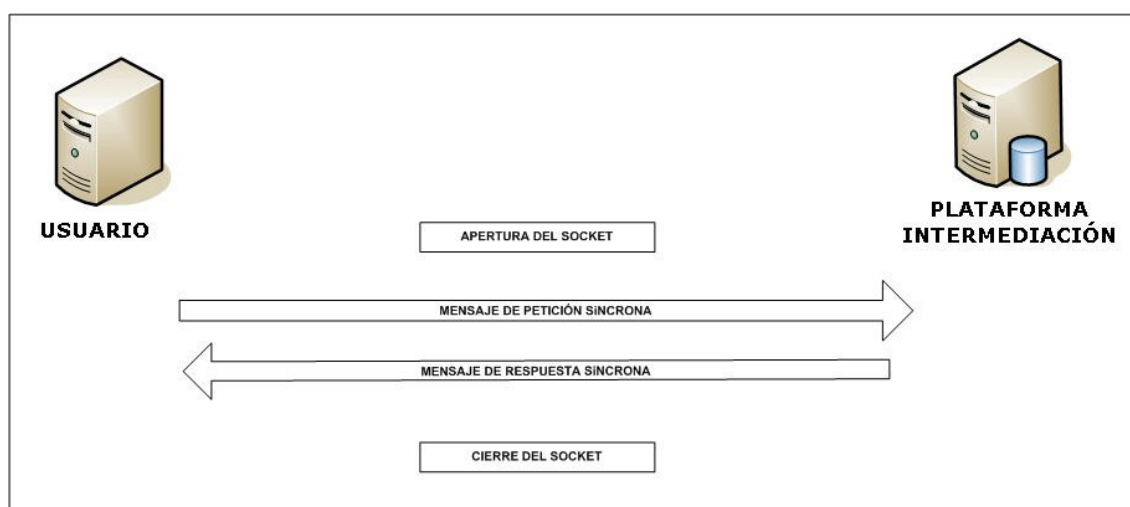 USUARIO
PLATAFORMA
INTERMEDIACIÓN
APERTURA DEL SOCKET
MENSAJE DE PETICIÓN SíNCRONA
MENSAJE DE RESPUESTA SíNCRONA
CIERRE DEL SOCKET